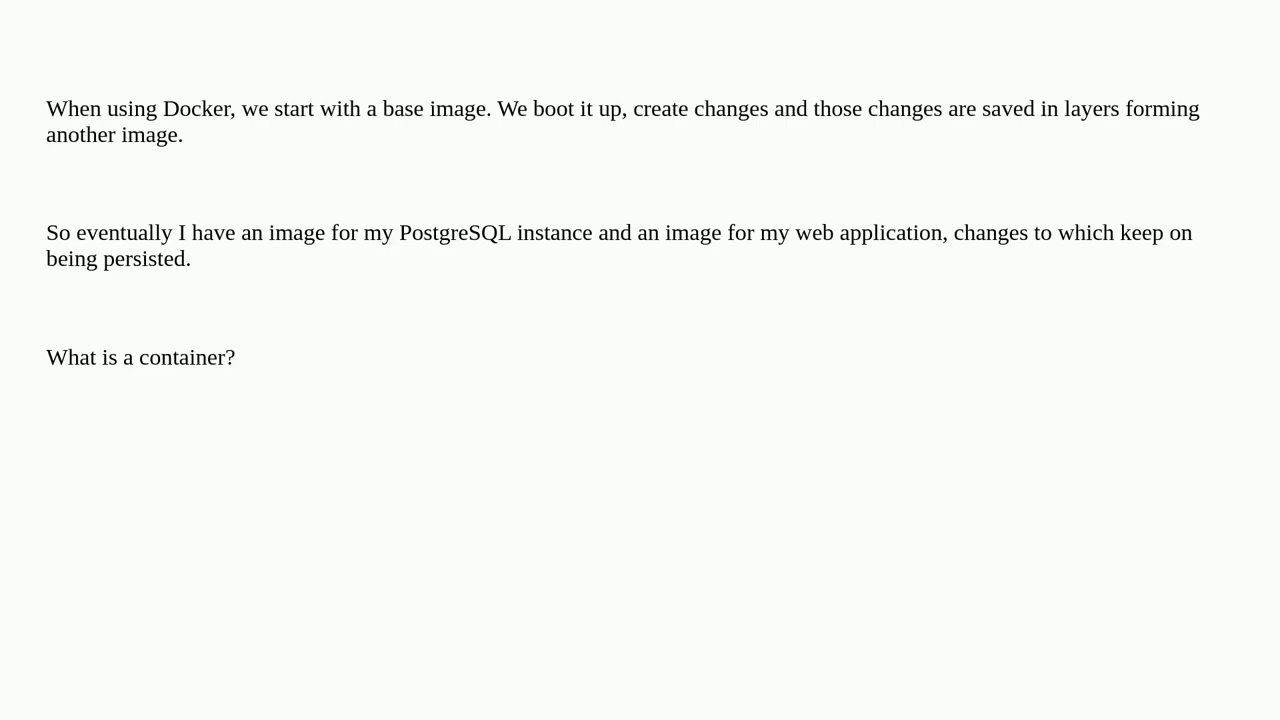 When using Docker, we start with a base image. We boot it up, create changes and those changes are saved in layers forming
another image.
So eventually I have an image for my PostgreSQL instance and an image for my web application, changes to which keep on
being persisted.
What is a container?